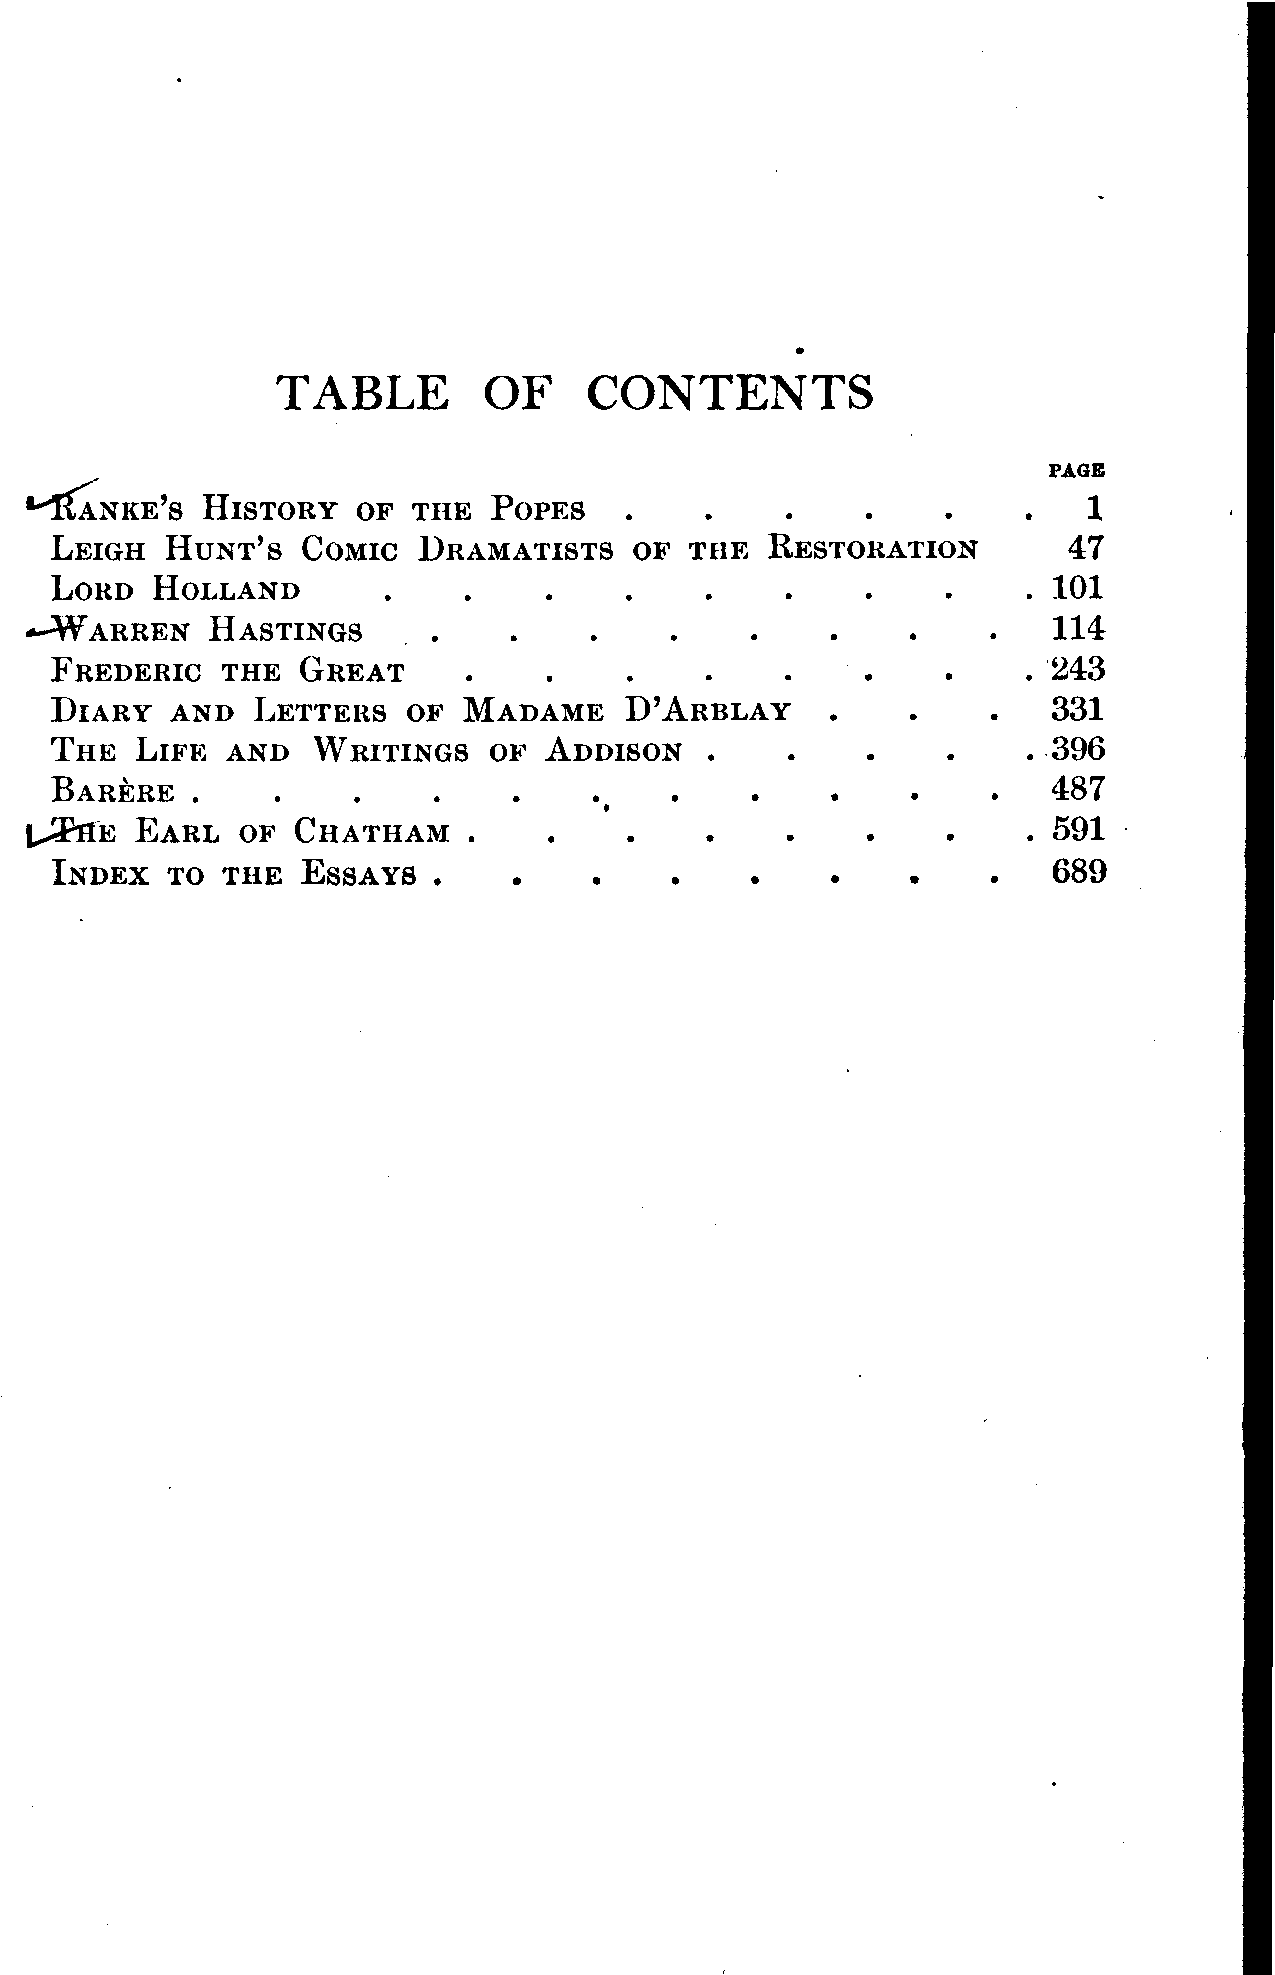 TABLE OF CONTENTS
PAGE
RANKE'S HISTORY OF THE POPES . . . . . . 1
LEIGH HUNT'S COMIC DRAMATISTS OF THE RESTORATION 47
LORD HOLLAND . . . . . . . . . 101
WARREN HASTINGS . . . . . . . . 114
FREDERIC THE GREAT . . . . . . . . 243
DIARY AND LETTERS OF MADAME D'ARBLAY . . . 331
THE LIFE AND WRITINGS OF ADDISON . . . . . 396
BARÈRE . . . . . . . . . . . 487
THE EARL OF CHATHAM . . . . . . . . 591
INDEX TO THE ESSAYS . . . . . . . . 689